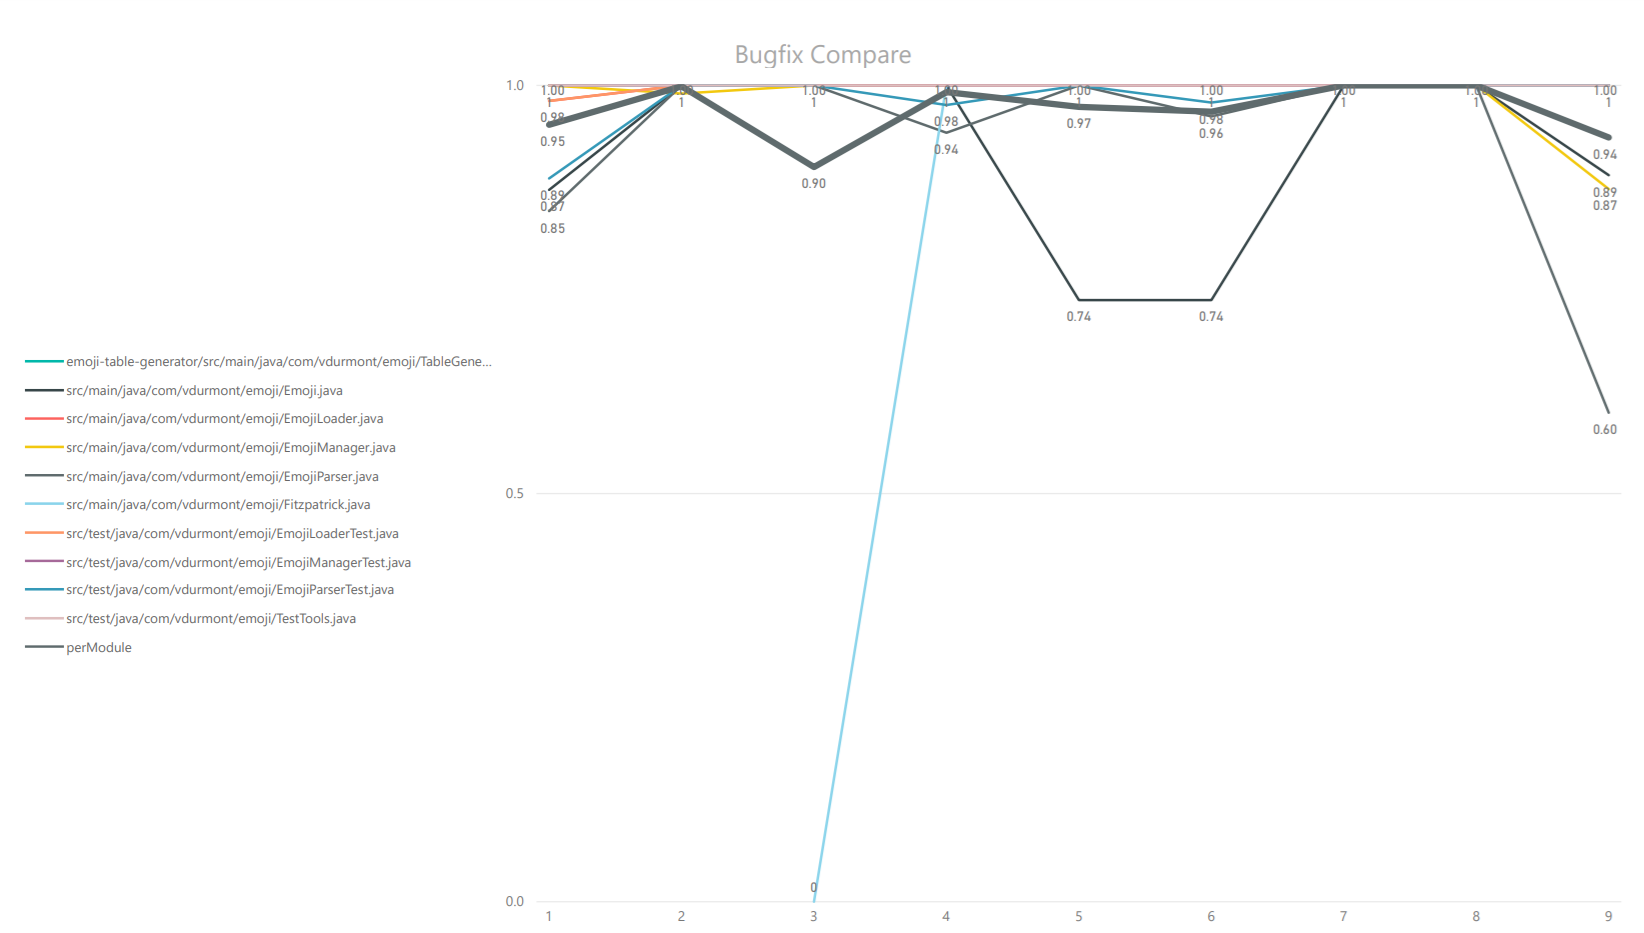 Bugfix Compare
1.0
0.5
0.0
1.00
1
0.98
0.95
0.89
0.87
0.85
1
1.00
1
0.90
0
1
0.98
0.94
1.00
1
0.97
0.74
1.00
1
0.98
0.96
0.74
1.00
1
1
1.00
1
0.94
0.89
0.87
0.60
emoji-table-generator/src/main/java/com/vdurmont/emoji/TableGene...
src/main/java/com/vdurmont/emoji/Emoji.java
src/main/java/com/vdurmont/emoji/EmojiLoader.java
src/main/java/com/vdurmont/emoji/EmojiManager.java
src/main/java/com/vdurmont/emoji/EmojiParser.java
src/main/java/com/vdurmont/emoji/Fitzpatrick.java
src/test/java/com/vdurmont/emoji/EmojiLoaderTest.java
src/test/java/com/vdurmont/emoji/EmojiManagerTest.java
src/test/java/com/vdurmont/emoji/EmojiParserTest.java
src/test/java/com/vdurmont/emoji/TestTools.java
perModule
1 2 3 4 5 6 7 8 9